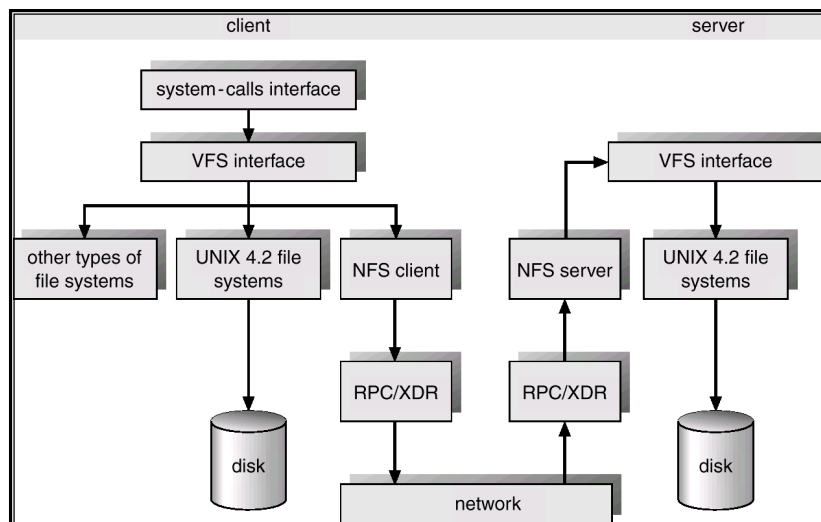 client
server
system-calls interface
VFS interface
VFS interface
other types of
file systems
UNIX 4.2 file
systems
NFS client
NFS server
UNIX 4.2 file
systems
RPC/XDR
RPC/XDR
disk
disk
network